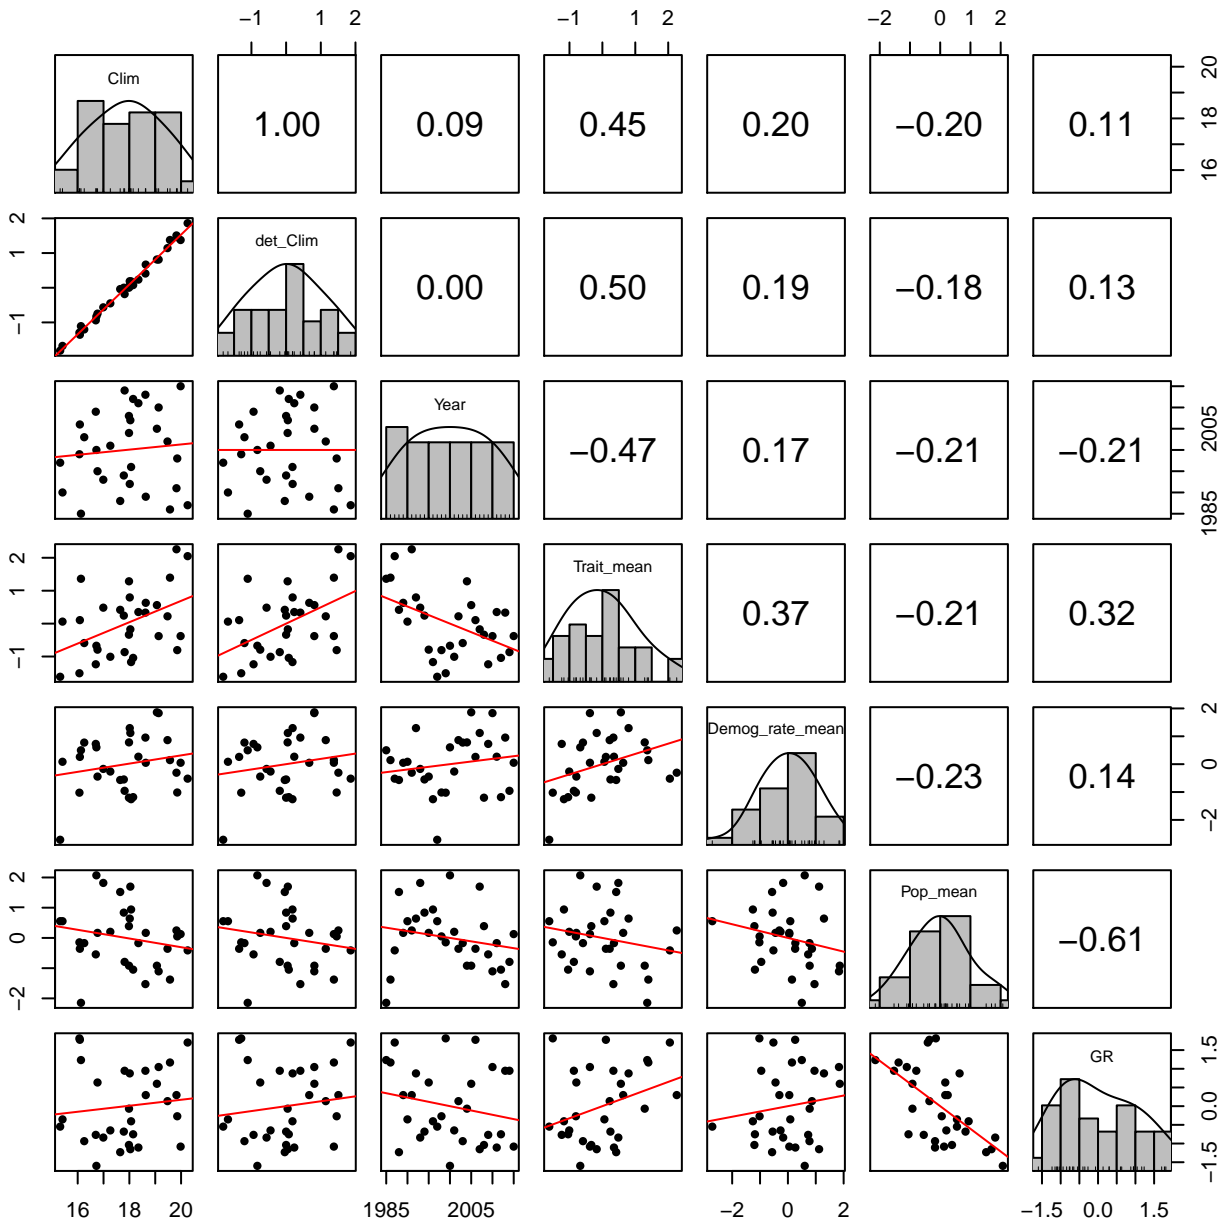 −1 1 2 −1 1 2 −2 0 2
Clim 1.00 0.09 0.45 0.20 −0.20 0.11 16 18 20
−1 1 2 det_Clim 0.00 0.50 0.19 −0.18 0.13
Year −0.47 0.17 −0.21 −0.21 1985 2005
−1 1 2 Trait_mean 0.37 −0.21 0.32
Demog_rate_mean −0.23 0.14 −2 0 2
−2 0 1 2 Pop_mean −0.61
GR −1.5 0.0 1.5
16 18 20 1985 2005 −2 0 2 −1.5 0.0 1.5